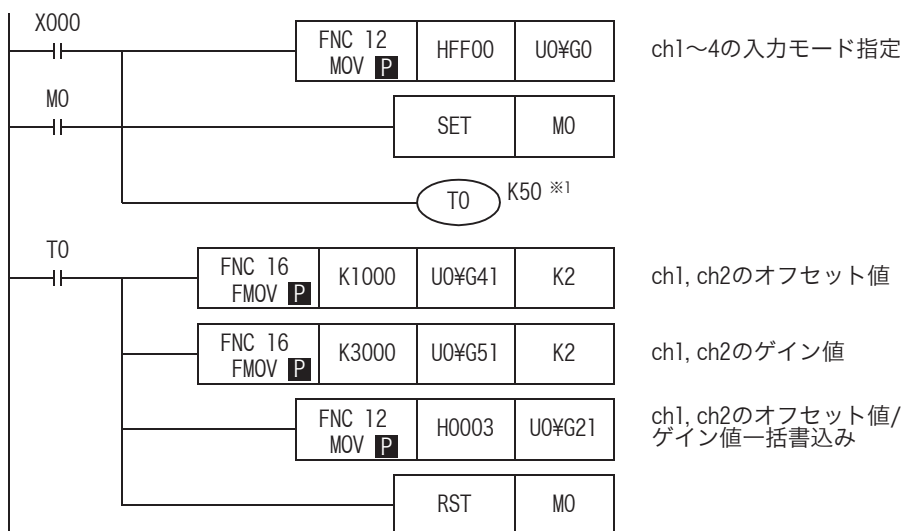 X000
FNC 12
MOV P
HFF00
U0¥G0
ch1～4の入力モード指定
M0
SET
M0
T0
K50 ※1
T0
FNC 16
FMOV P
K1000
U0¥G41
K2
ch1, ch2のオフセット値
FNC 16
FMOV P
K3000
U0¥G51
K2
ch1, ch2のゲイン値
FNC 12
MOV P
H0003
U0¥G21
ch1, ch2のオフセット値/
ゲイン値一括書込み
RST
M0